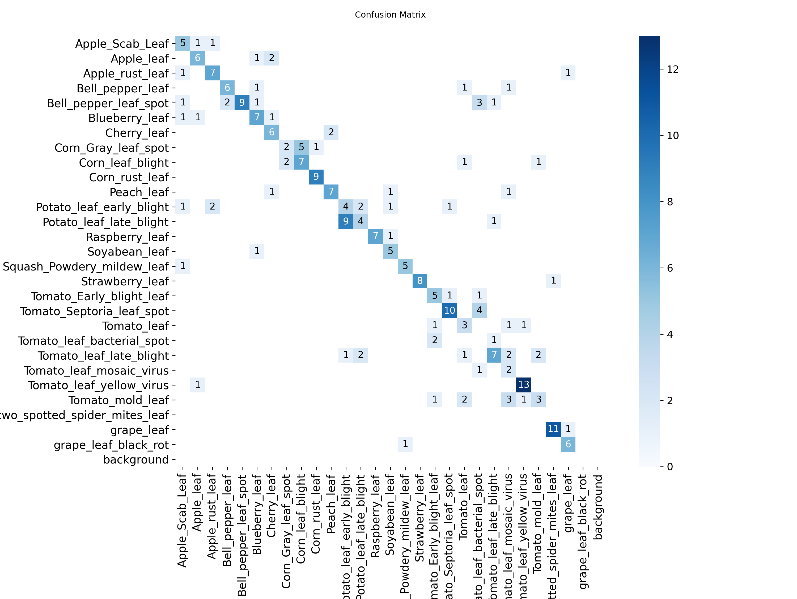 Confusion Matrix
Apple_Scab_Leaf 5 1 1
Apple_leaf 6 1 2
Apple_rust_leaf 1 7 1
Bell_pepper_leaf 6 1 1 1
Bell_pepper_leaf_spot 1 2 9 1 3 1
Blueberry_leaf 1 1 7 1
Cherry_leaf 6 2
Corn_Gray_leaf_spot 2 5 1
Corn_leaf_blight 2 7 1 1
Corn_rust_leaf 9
Peach_leaf 1 7 1 1
Potato_leaf_early_blight 1 2 4 2 1 1
Potato_leaf_late_blight 9 4 1
Raspberry_leaf 7 1
Soyabean_leaf 1 5
Squash_Powdery_mildew_leaf 1 5
Strawberry_leaf 8 1
Tomato_Early_blight_leaf 5 1 1
Tomato_Septoria_leaf_spot 10 4
Tomato_leaf 1 3 1 1
Tomato_leaf_bacterial_spot 2 1
Tomato_leaf_late_blight 1 2 1 7 2 2
Tomato_leaf_mosaic_virus 1 2
Tomato_leaf_yellow_virus 1 13
Tomato_mold_leaf 1 2 3 1 3
two_spotted_spider_mites_leaf
grape_leaf 11 1
grape_leaf_black_rot 1 6
background
Apple_Scab_Leaf
Apple_leaf
Apple_rust_leaf
Bell_pepper_leaf
Bell_pepper_leaf_spot
Blueberry_leaf
Cherry_leaf
Corn_Gray_leaf_spot
Corn_leaf_blight
Corn_rust_leaf
Peach_leaf
otato_leaf_early_blight
Potato_leaf_late_blight
Raspberry_leaf
Soyabean_leaf
_Powdery_mildew_leaf
Strawberry_leaf
mato_Early_blight_leaf
ato_Septoria_leaf_spot
Tomato_leaf
to_leaf_bacterial_spot
omato_leaf_late_blight
ato_leaf_mosaic_virus
ato_leaf_yellow_virus
Tomato_mold_leaf
tted_spider_mites_leaf
grape_leaf
grape_leaf_black_rot
background
12
10
8
6
4
2
0